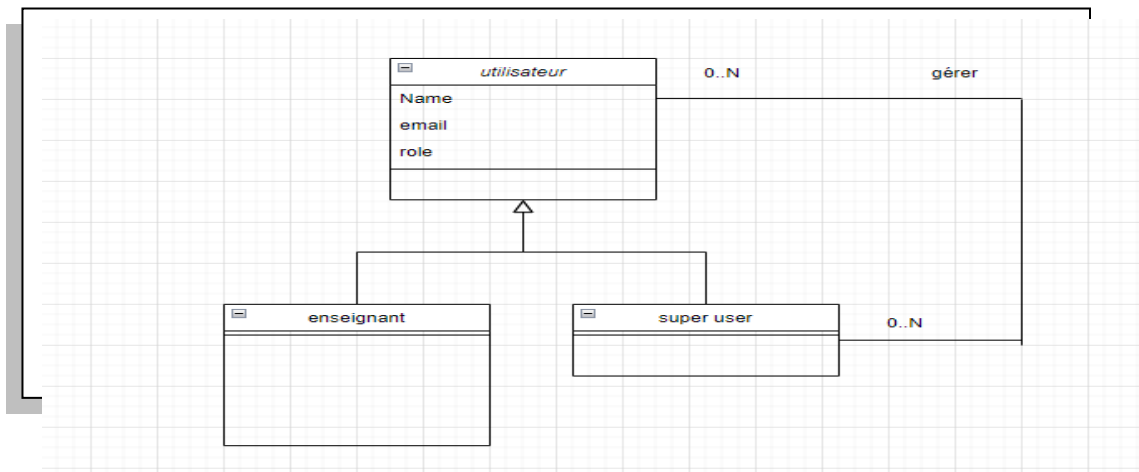 utilisateur
0..N
gérer
Name
email
role
enseignant
super user
0..N